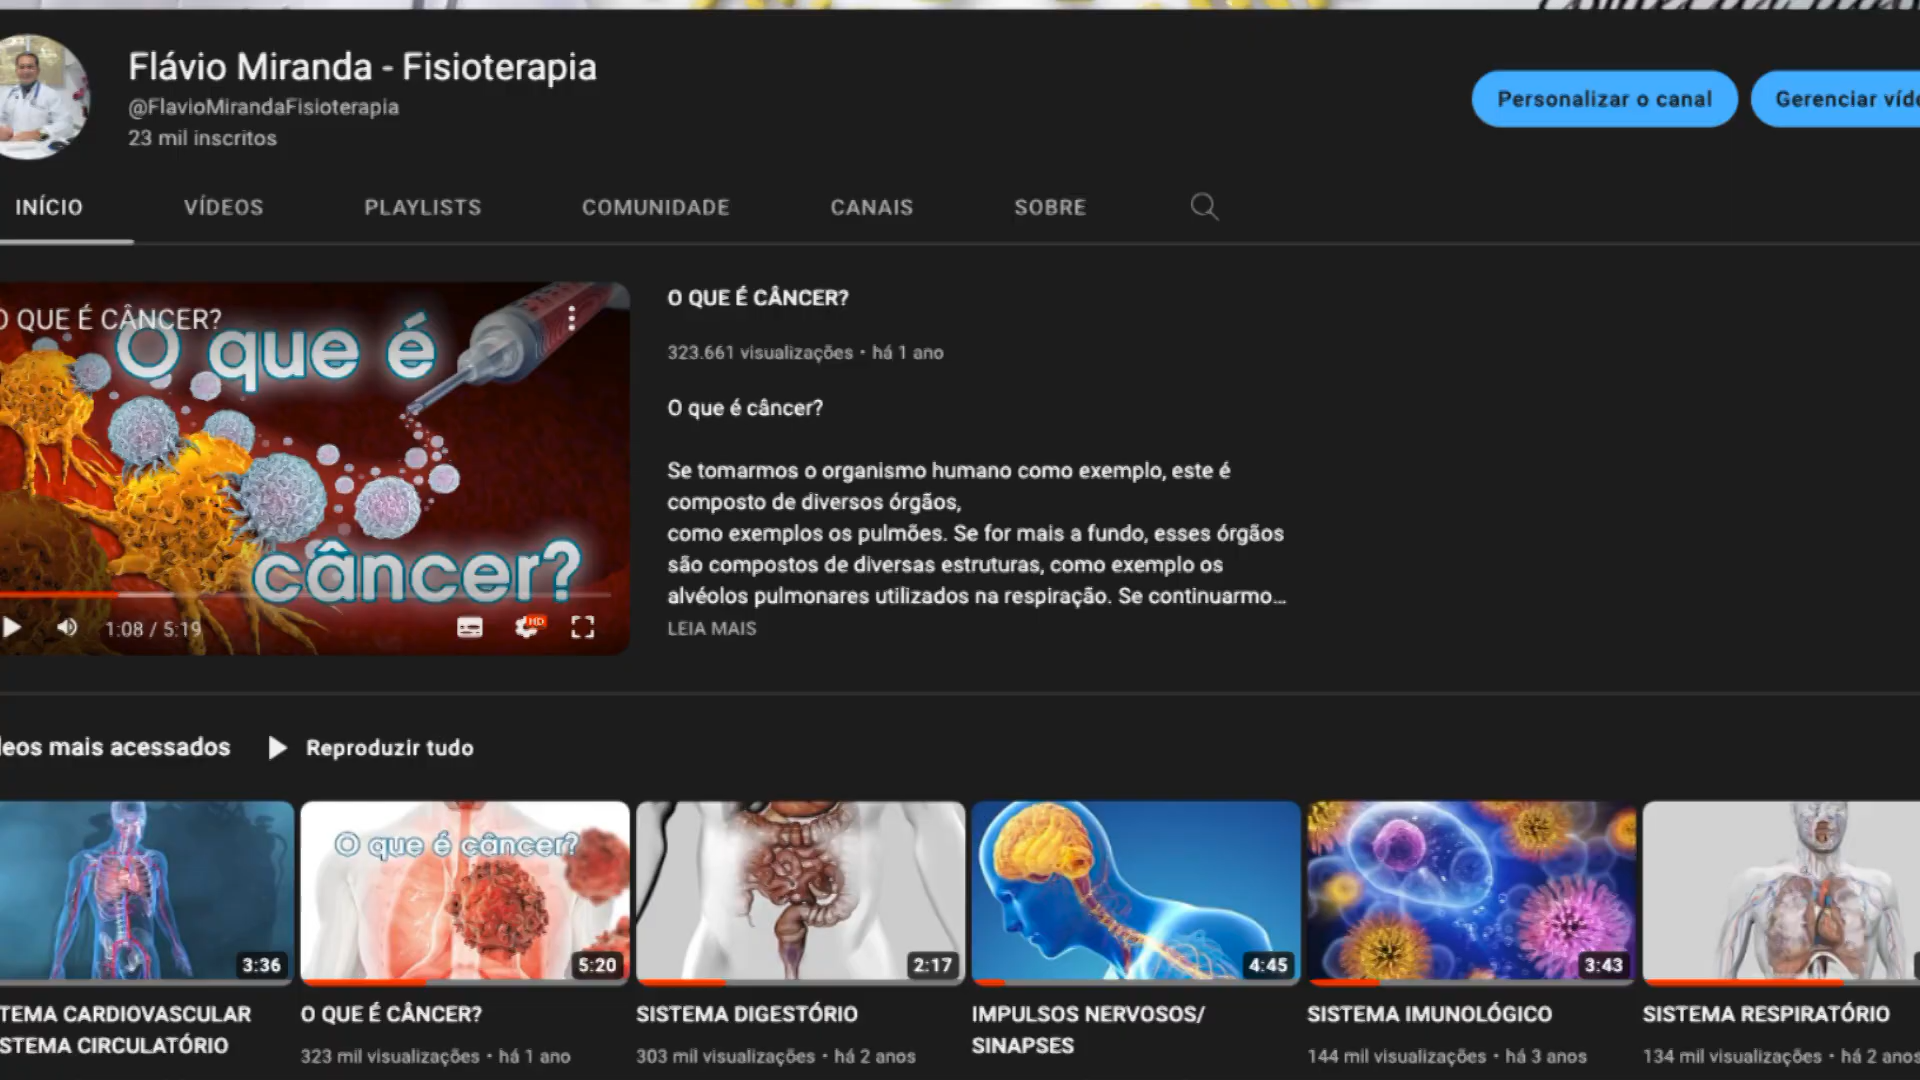 Flávio Miranda - Fisioterapia
@FlavioMirandaFisioterapia
23 mil inscritos
Personalizar o canal
Gerenciar víde
INÍCIO
VÍDEOS
PLAYLISTS
COMUNIDADE
CANAIS
SOBRE
O QUE É CÂNCER?
O que é
câncer?
1:08 / 5:19
HD
O QUE É CÂNCER?
323.661 visualizações • há 1 ano
O que é câncer?
Se tomarmos o organismo humano como exemplo, este é
composto de diversos órgãos,
como exemplos os pulmões. Se for mais a fundo, esses órgãos
são compostos de diversas estruturas, como exemplo os
alvéolos pulmonares utilizados na respiração. Se continuarmo...
LEIA MAIS
deos mais acessados
Reproduzir tudo
3:36
O que é câncer?
5:20
2:17
4:45
3:43
TEMA CARDIOVASCULAR
STEMA CIRCULATÓRIO
O QUE É CÂNCER?
323 mil visualizações • há 1 ano
SISTEMA DIGESTÓRIO
303 mil visualizações • há 2 anos
IMPULSOS NERVOSOS/
SINAPSES
SISTEMA IMUNOLÓGICO
144 mil visualizações • há 3 anos
SISTEMA RESPIRATÓRIO
134 mil visualizações • há 2 anos